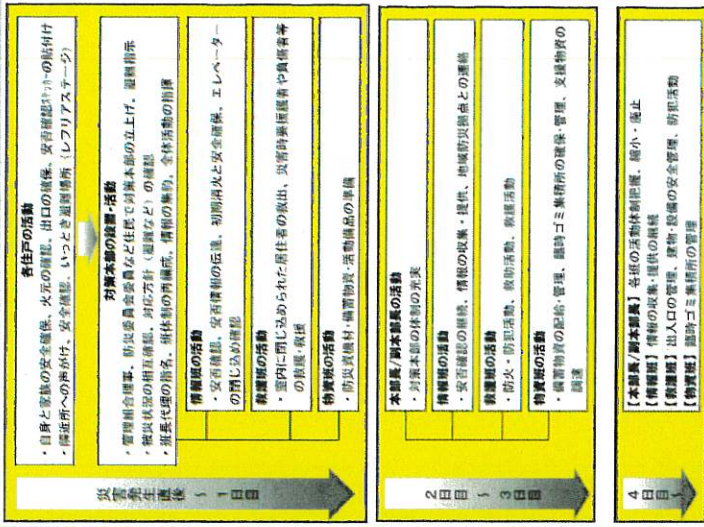 災害発生直後
～
1日目
各住戸の活動
・自身と家族の安全確保、火元の確認、出口の確保、安否確認ステッカーの貼付け
・隣近所への声がけ、安全確認、いっとき避難場所（レフリアステージ）
対策本部の設置・活動
・管理組合理事、防災委員会委員など住民で対策本部の立上げ、避難指示
・被災状況の相互確認、対応方針（避難など）の確認
・班長代理の指名、班体制の再編成、情報の集約、全体活動の指揮
情報班の活動
・安否確認、安否情報の伝達、初期消火と安全確保、エレベーター
への閉じ込め確認
救護班の活動
・室内に閉じ込められた居住者の救出、災害時要援護者や負傷者等
の救護・救援
物資班の活動
・防災資機材・備蓄物資・活動備品の準備
2日目
～
3日目
本部長/副本部長の活動
・対策本部の体制の充実
情報班の活動
・安否確認の継続、情報の収集・提供、地域防災拠点との連絡
救護班の活動
・防火・防犯活動、救助活動、救援活動
物資班の活動
・備蓄物資の配給・管理、臨時ゴミ集積所の確保・管理、支援物資の
調達
4日目
～
【本部長/副本部長】各班の活動体制把握、縮小・廃止
【情報班】情報の収集・提供の継続
【救護班】出入口の管理、建物・設備の安全管理、防犯活動
【物資班】臨時ゴミ集積所の管理